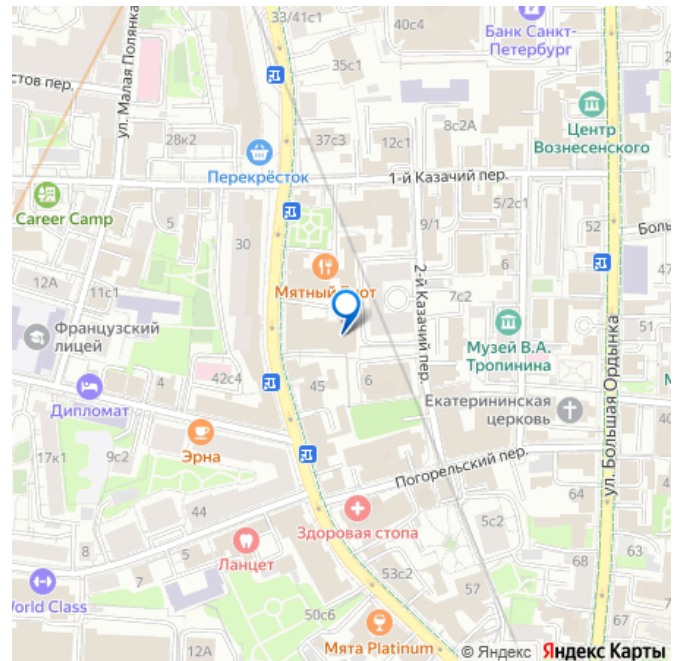 33/41с1
40с4
Банк Санкт-
Петербург
35с1
ул. Малая Полянка
стов пер.
28к2
37с3
12с1
8с2А
Центр
Вознесенского
Перекрёсток
1-й Казачий пер.
Career Camp
5
5/2с1
30
9/1
52
Боль
6
47
12А
11с1
Мятный
2-й Казачий пер.
7с2
Французский
лицей
Музей В.А.
Тропинина
51
ул. Большая Ордынка
4
42с4
45
6
Дипломат
Екатерининская
церковь
40
Эрна
17к1
9с2
Погорельский пер.
64
44
Здоровая стопа
5с2
8
5
Ланцет
63
68
7
53с2
World Class
57
50с6
67
12А
Мята Platinum
© Яндекс Яндекс Карты